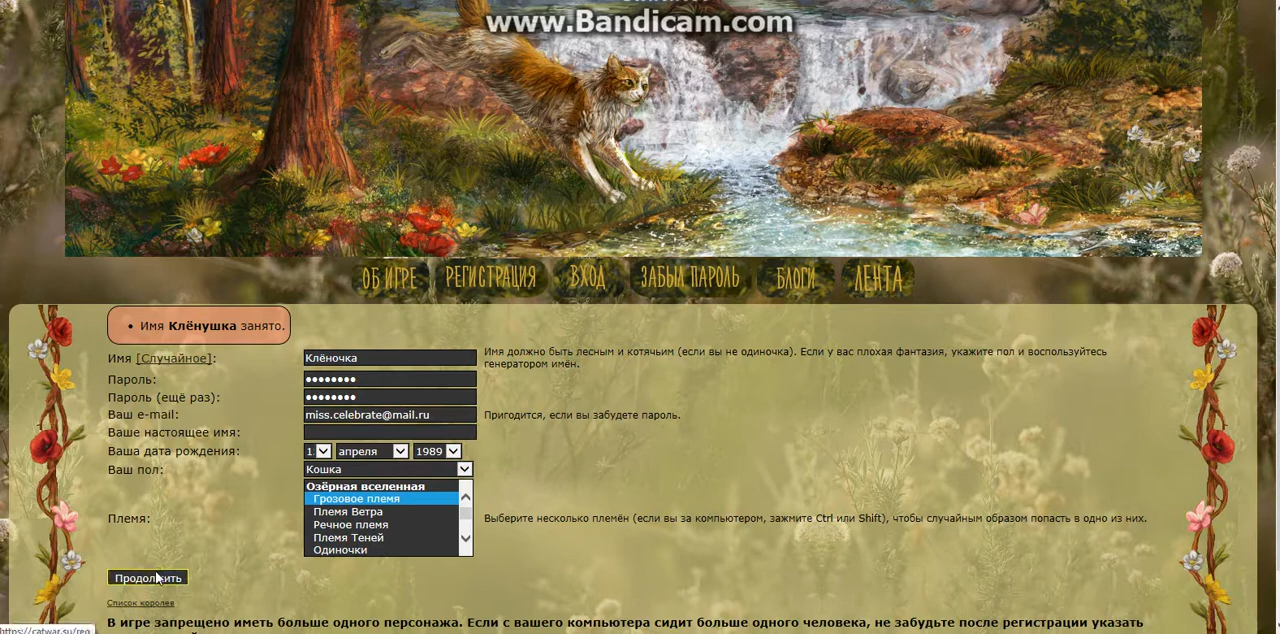 www.Bandicam.com
ОБ ИГРЕ РЕГИСТРАЦИЯ ВХОД ЗАБЫЛ ПАРОЛЬ БЛОГИ ЛЕНТА
• Имя Клёнушка занято.
Имя [Случайное]: Клёночка Имя должно быть лесным и котячьим (если вы не одиночка). Если у вас плохая фантазия, укажите пол и воспользуйтесь
генератором имён.
Пароль: ••••••••
Пароль (ещё раз): ••••••••
Ваш e-mail: miss.celebrate@mail.ru Пригодится, если вы забудете пароль.
Ваше настоящее имя:
Ваша дата рождения: 1 апреля 1989
Ваш пол: Кошка
Озёрная вселенная
Грозовое племя
Племя Ветра
Племя: Речное племя Выберите несколько племён (если вы за компьютером, зажмите Ctrl или Shift), чтобы случайным образом попасть в одно из них.
Племя Теней
Одиночки
Продолжить
Список королев
В игре запрещено иметь больше одного персонажа. Если с вашего компьютера сидит больше одного человека, не забудьте после регистрации указать
https://catwar.su/reg